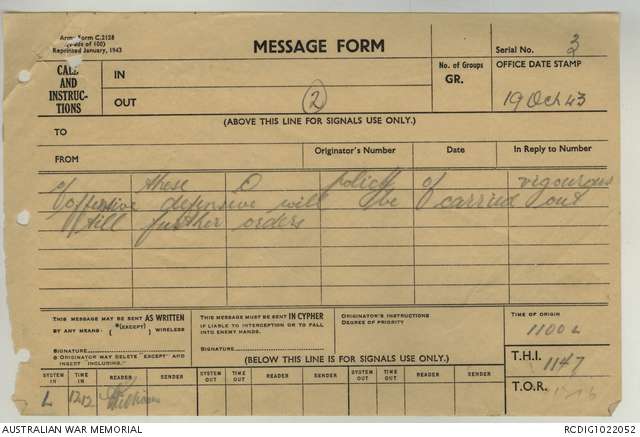 Army Form C.2128
(Pads of 100)
Reprinted January, 1943
MESSAGE FORM
Serial No. 3
CALL
AND
INSTRUC-
TIONS
IN
OUT
2
No. of Groups
GR.
OFFICE DATE STAMP
19 Oct 43
(ABOVE THIS LINE FOR SIGNALS USE ONLY.)
TO
FROM
Originator's Number
Date
In Reply to Number
of these O policy of vigourous
offensive defensive will be carried out
till further orders
THIS MESSAGE MAY BE SENT AS WRITTEN
BY ANY MEANS. { *(EXCEPT) } WIRELESS
SIGNATURE
ORIGINATOR MAY DELETE "EXCEPT" AND
INSERT "INCLUDING."
THIS MESSAGE MUST BE SENT IN CYPHER
IF LIABLE TO INTERCEPTION OR TO FALL
INTO ENEMY HANDS.
SIGNATURE
ORIGINATOR'S INSTRUCTIONS
DEGREE OF PRIORITY
TIME OF ORIGIN
1100 L
(BELOW THIS LINE IS FOR SIGNALS USE ONLY.)
T.H.I. 1147
T.O.R.
SYSTEM IN
TIME IN
READER
SENDER
SYSTEM OUT
TIME OUT
READER
SENDER
SYSTEM OUT
TIME OUT
READER
SENDER
L 1212
AUSTRALIAN WAR MEMORIAL
RCDIG1022052